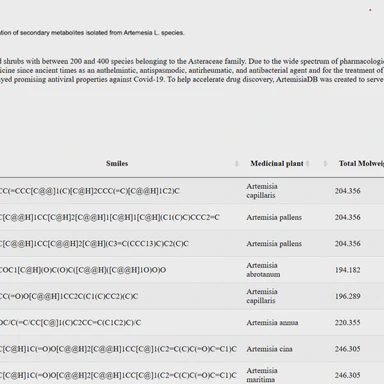 tion of secondary metabolites isolated from Artemesia L. species.
d shrubs with between 200 and 400 species belonging to the Asteraceae family. Due to the wide spectrum of pharmacologi
icine since ancient times as an anthelmintic, antispasmodic, antirheumatic, and antibacterial agent and for the treatment of
yed promising antiviral properties against Covid-19. To help accelerate drug discovery, ArtemisiaDB was created to serve
Smiles Medicinal plant Total Molweig
CC(=CCC[C@@]1(C)[C@H]2CCC(=C)[C@@H]1C2)C Artemisia capillaris 204.356
C[C@H]1CC[C@H]2[C@@H]1[C@H]1[C@H](C1(C)C)CCC2=C Artemisia pallens 204.356
C[C@H]1CC[C@@H]2[C@H](C3=C(CCC13)C)C2(C)C Artemisia pallens 204.356
COC1[C@H](O)C(O)C([C@@H]([C@@H]1O)O)O Artemisia abrotanum 194.182
CC(=O)O[C@@H]1CC2C(C1(C)CC2)(C)C Artemisia capillaris 196.289
OC/C(=C/CC[C@]1(C)C2CC=C(C1C2)C)/C Artemisia annua 220.355
C[C@H]1C(=O)O[C@@H]2[C@@H]1CC[C@]1(C2=C(C)C(=O)C=C1)C Artemisia cina 246.305
C[C@@H]1C(=O)O[C@@H]2[C@@H]1CC[C@]1(C2=C(C)C(=O)C=C1)C Artemisia maritima 246.305